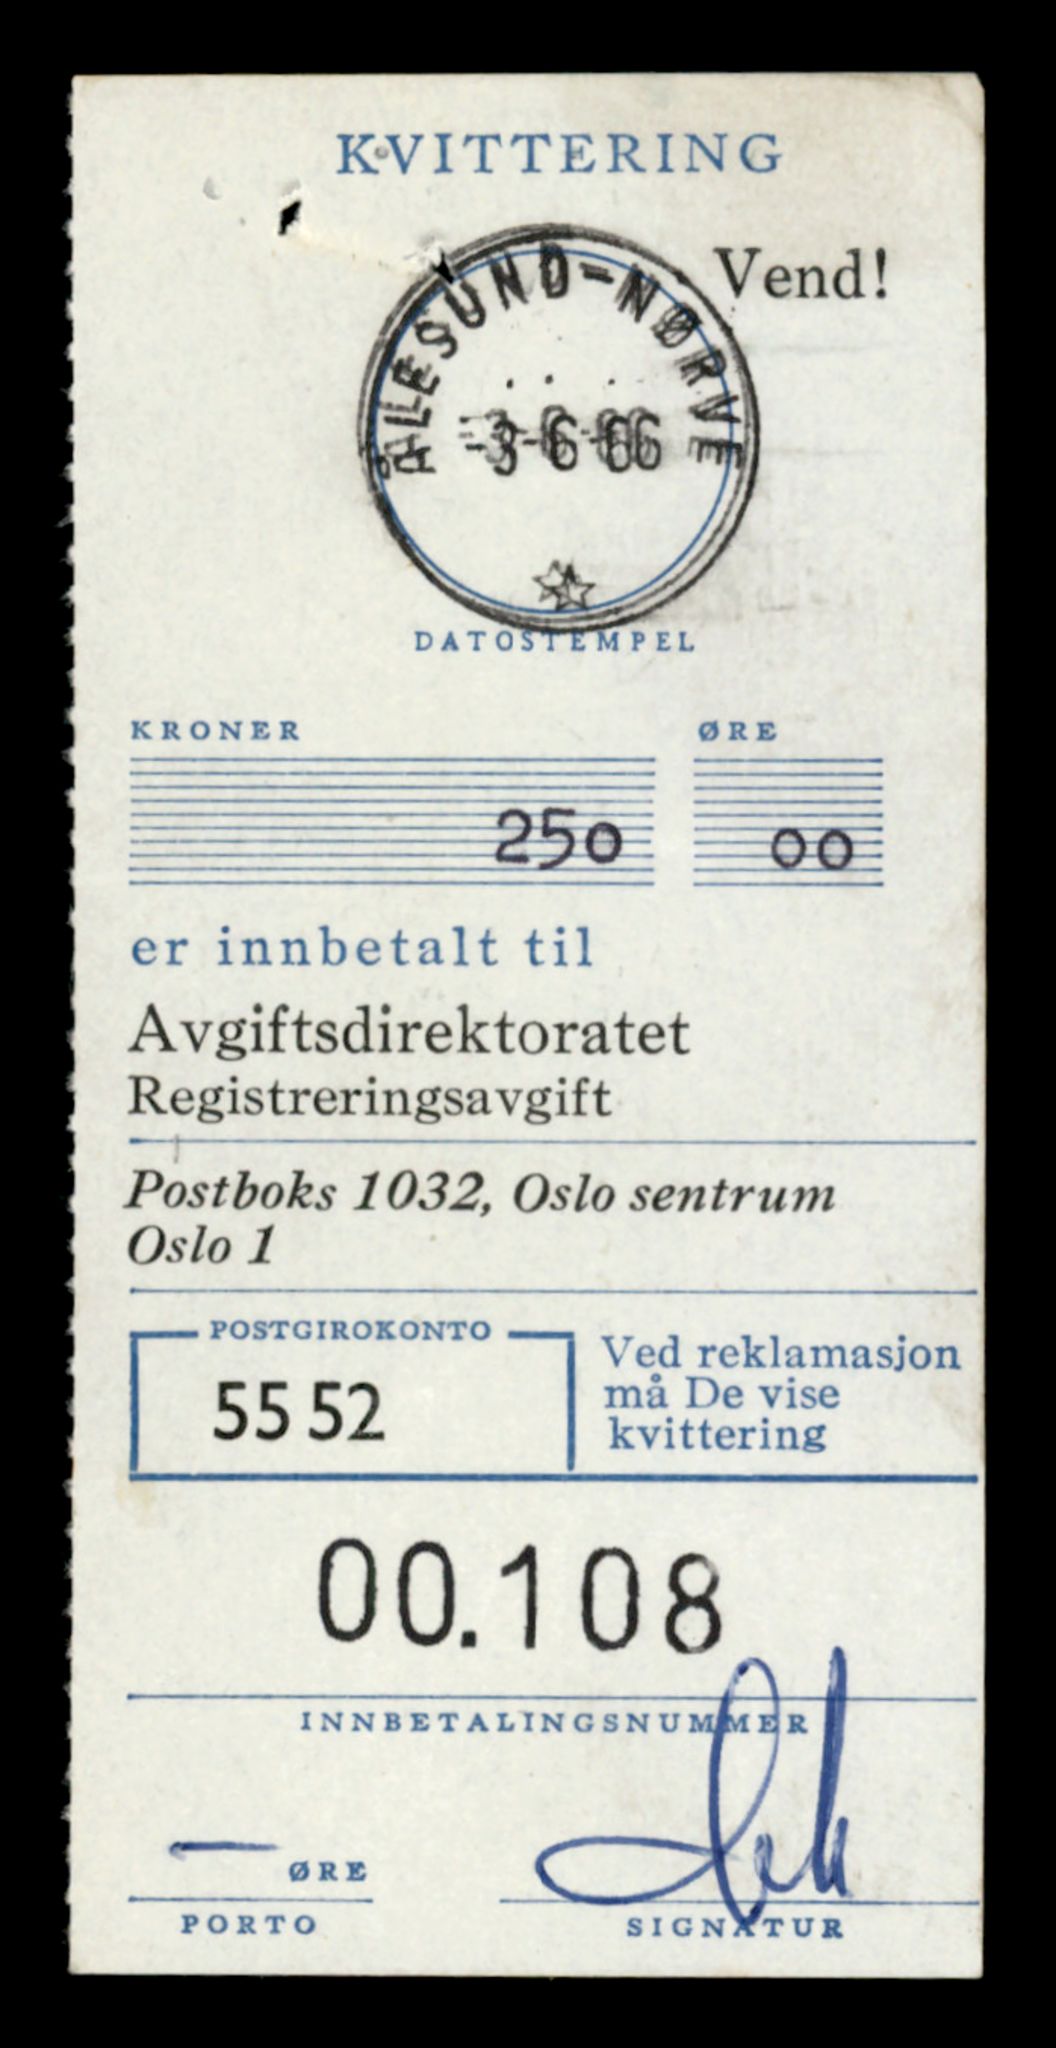 KVITTERING
Vend!
ÅLESUND-NØRVE
-3-6-66
DATOSTEMPEL
KRONER ØRE
250 00
er innbetalt til
Avgiftsdirektoratet
Registreringsavgift
Postboks 1032, Oslo sentrum
Oslo 1
POSTGIROKONTO
55 52
Ved reklamasjon
må De vise
kvittering
00.108
INNBETALINGSNUMMER
— ØRE
PORTO
SIGNATUR